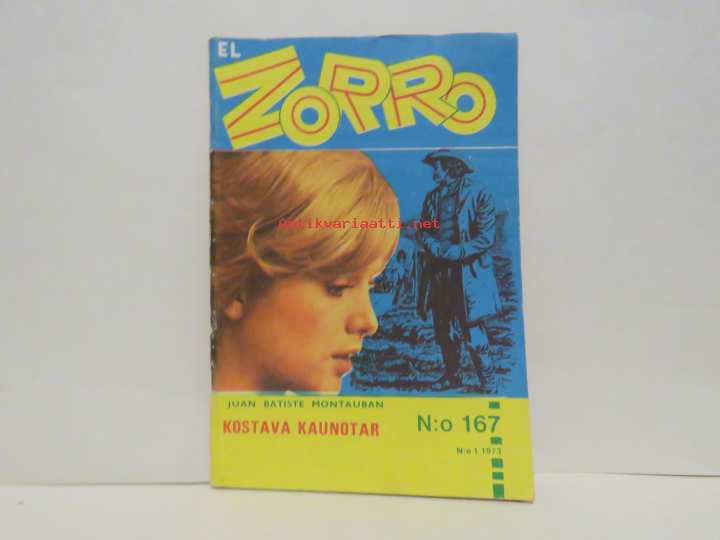 EL
ZORRO
Antikvariaatti.net
JUAN BATISTE MONTAUBAN
KOSTAVA KAUNOTAR
N:o 167
N:o 1 1973